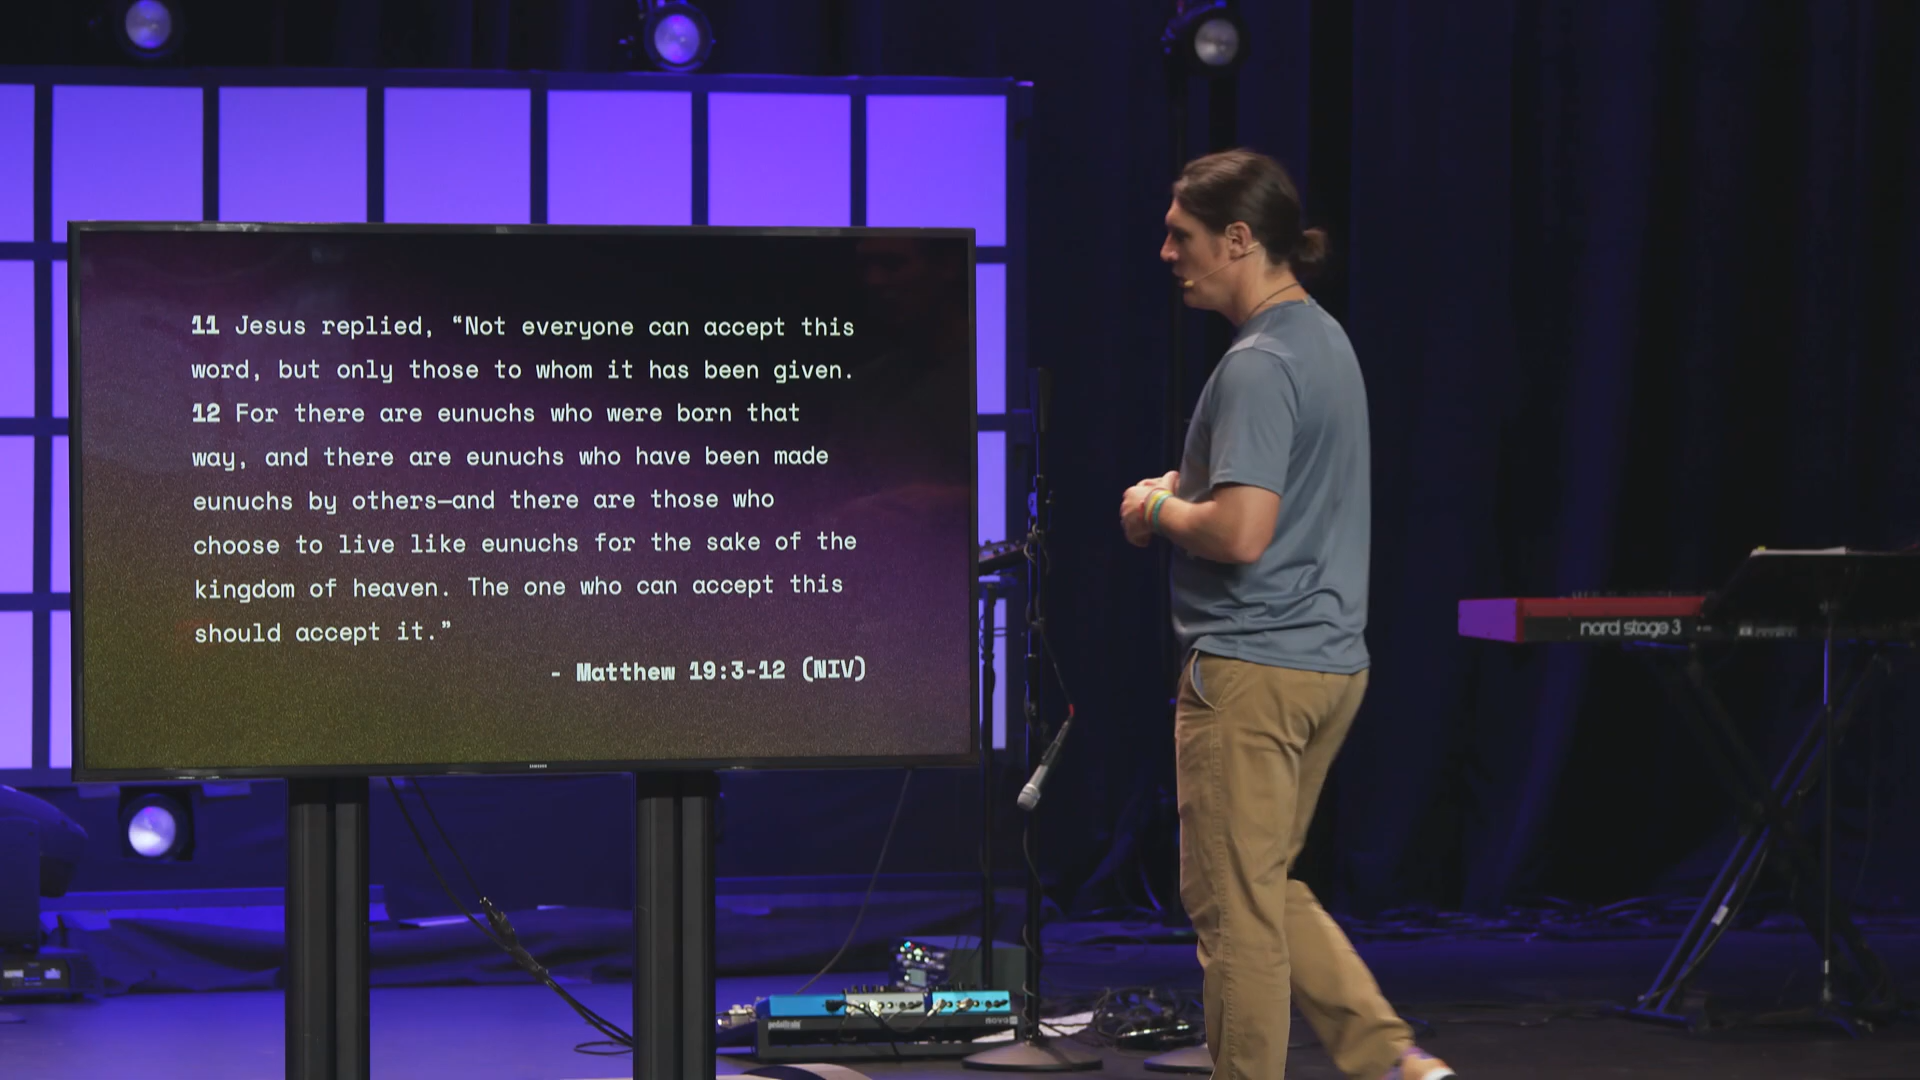 11 Jesus replied, “Not everyone can accept this
word, but only those to whom it has been given.
12 For there are eunuchs who were born that
way, and there are eunuchs who have been made
eunuchs by others—and there are those who
choose to live like eunuchs for the sake of the
kingdom of heaven. The one who can accept this
should accept it.”
- Matthew 19:3-12 (NIV)
SAMSUNG
nord stage 3
pedaltrain
nova